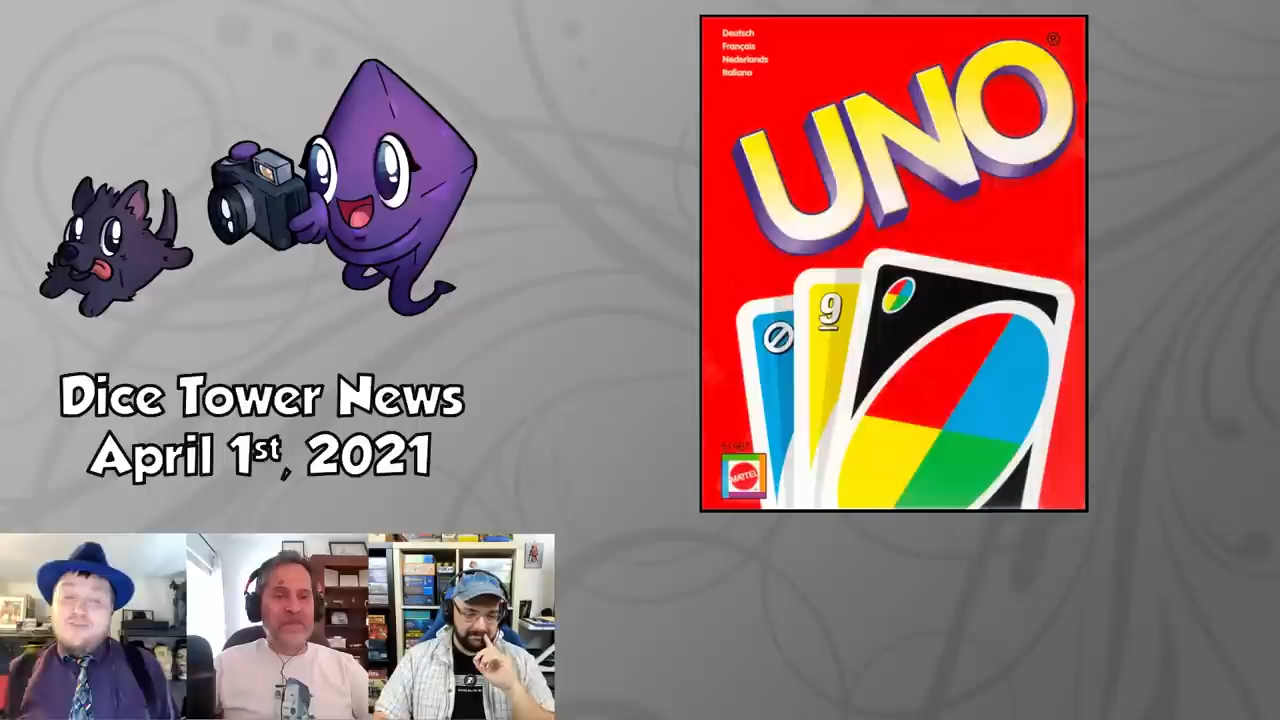 Deutsch
Français
Nederlands
Italiano
UNO®
9
MATTEL
Dice Tower News
April 1st, 2021